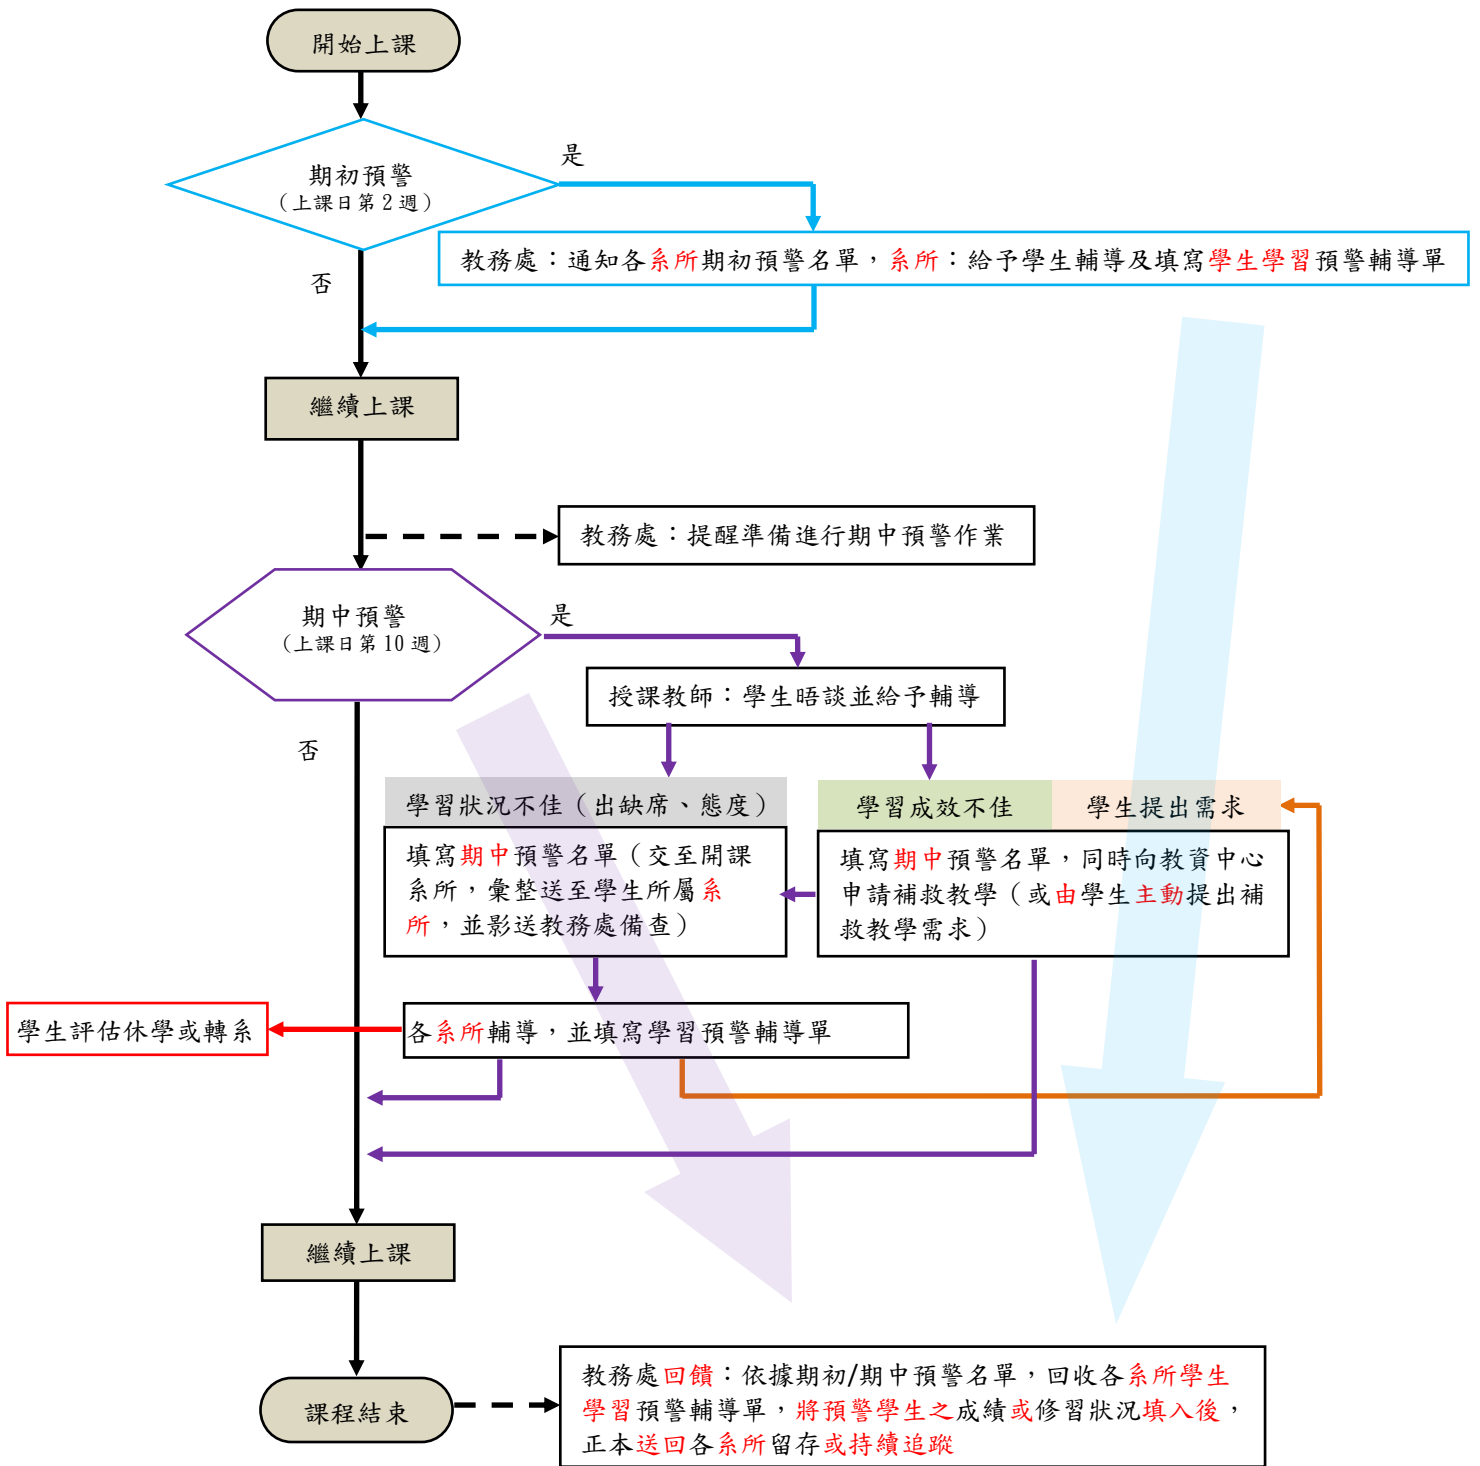 開始上課
期初預警
（上課日第2週）
是
教務處：通知各系所期初預警名單，系所：給予學生輔導及填寫學生學習預警輔導單
否
繼續上課
教務處：提醒準備進行期中預警作業
期中預警
（上課日第10週）
是
授課教師：學生晤談並給予輔導
否
學習狀況不佳（出缺席、態度）
填寫期中預警名單（交至開課
系所，彙整送至學生所屬系
所，並影送教務處備查）
學習成效不佳
學生提出需求
填寫期中預警名單，同時向教資中心
申請補救教學（或由學生主動提出補
救教學需求）
學生評估休學或轉系
各系所輔導，並填寫學習預警輔導單
繼續上課
課程結束
教務處回饋：依據期初/期中預警名單，回收各系所學生
學習預警輔導單，將預警學生之成績或修習狀況填入後，
正本送回各系所留存或持續追蹤